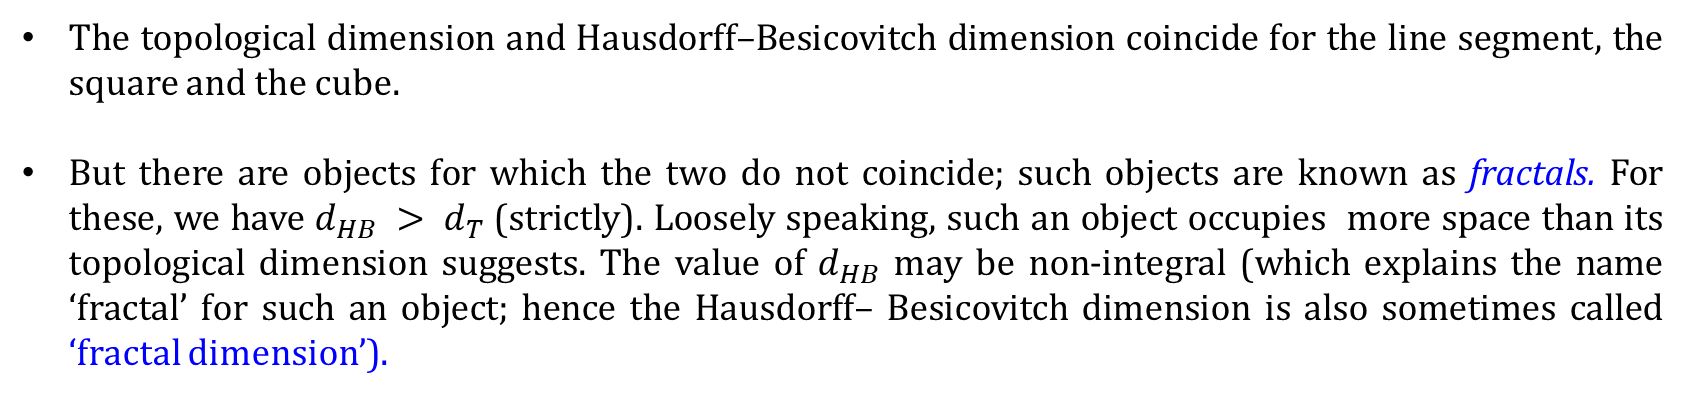 • The topological dimension and Hausdorff–Besicovitch dimension coincide for the line segment, the
square and the cube.
• But there are objects for which the two do not coincide; such objects are known as fractals. For
these, we have d_HB > d_T (strictly). Loosely speaking, such an object occupies more space than its
topological dimension suggests. The value of d_HB may be non-integral (which explains the name
‘fractal’ for such an object; hence the Hausdorff– Besicovitch dimension is also sometimes called
‘fractal dimension’).